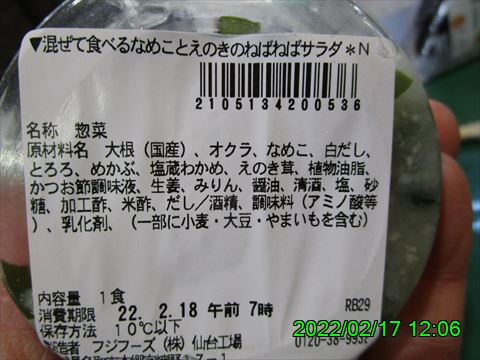 ▼混ぜて食べるなめことえのきのねばねばサラダ＊N
2105134200536
名称 惣菜
原材料名 大根（国産）、オクラ、なめこ、白だし、
とろろ、めかぶ、塩蔵わかめ、えのき茸、植物油脂、
かつお節調味液、生姜、みりん、醤油、清酒、塩、砂
糖、加工酢、米酢、だし／酒精、調味料（アミノ酸等
）、乳化剤、（一部に小麦・大豆・やまいもを含む）
内容量 1食
消費期限 22. 2.18 午前 7時
保存方法 10℃以下 RB29
製造者 フジフーズ（株）仙台工場
2022/02/17 12:06